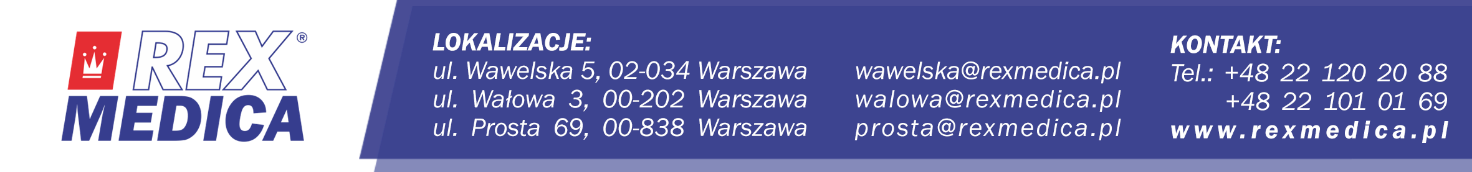 REX®
MEDICA
LOKALIZACJE:
ul. Wawelska 5, 02-034 Warszawa
ul. Wałowa 3, 00-202 Warszawa
ul. Prosta 69, 00-838 Warszawa
wawelska@rexmedica.pl
walowa@rexmedica.pl
prosta@rexmedica.pl
KONTAKT:
Tel.: +48 22 120 20 88
+48 22 101 01 69
www.rexmedica.pl